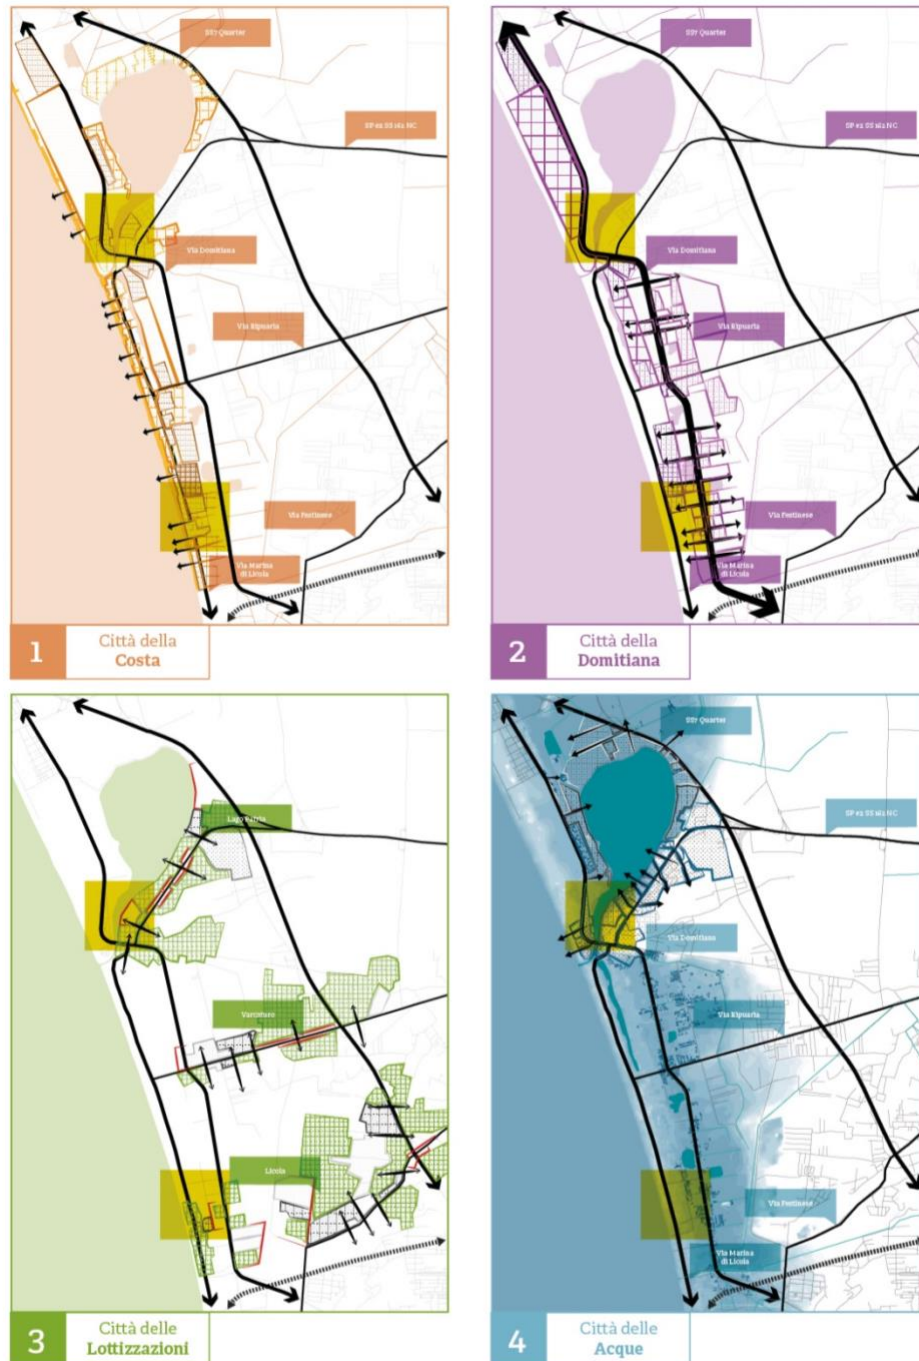 SS7 Quarter
SP ex SS 162 NC
Via Domitiana
Via Ripuaria
Via Pertinese
Via Marina
di Licola
1
Città della
Costa
SS7 Quarter
SP ex SS 162 NC
Via Domitiana
Via Ripuaria
Via Pertinese
Via Marina
di Licola
2
Città della
Domitiana
Lago Patria
Varcaturo
Licola
3
Città delle
Lottizzazioni
SS7 Quarter
SP ex SS 162 NC
Via Domitiana
Via Ripuaria
Via Pertinese
Via Marina
di Licola
4
Città delle
Acque